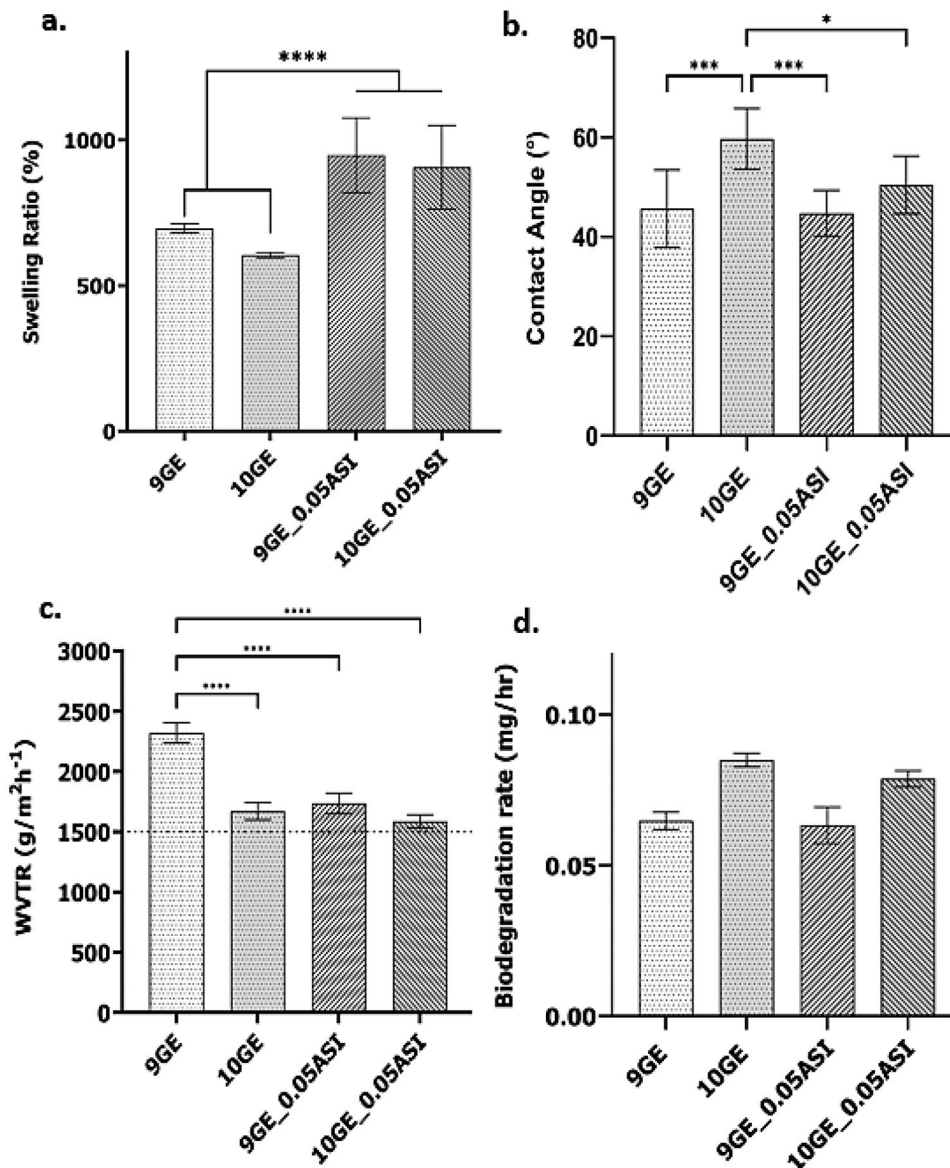 a.
****
1000
500
0
Swelling Ratio (%)
9GE
10GE
9GE_0.05ASI
10GE_0.05ASI
b.
*
***
***
80
60
40
20
0
Contact Angle (°)
9GE
10GE
9GE_0.05ASI
10GE_0.05ASI
c.
****
****
****
3000
2500
2000
1500
1000
500
0
WVTR (g/m²h⁻¹)
9GE
10GE
9GE_0.05ASI
10GE_0.05ASI
d.
0.10
0.05
0.00
Biodegradation rate (mg/hr)
9GE
10GE
9GE_0.05ASI
10GE_0.05ASI